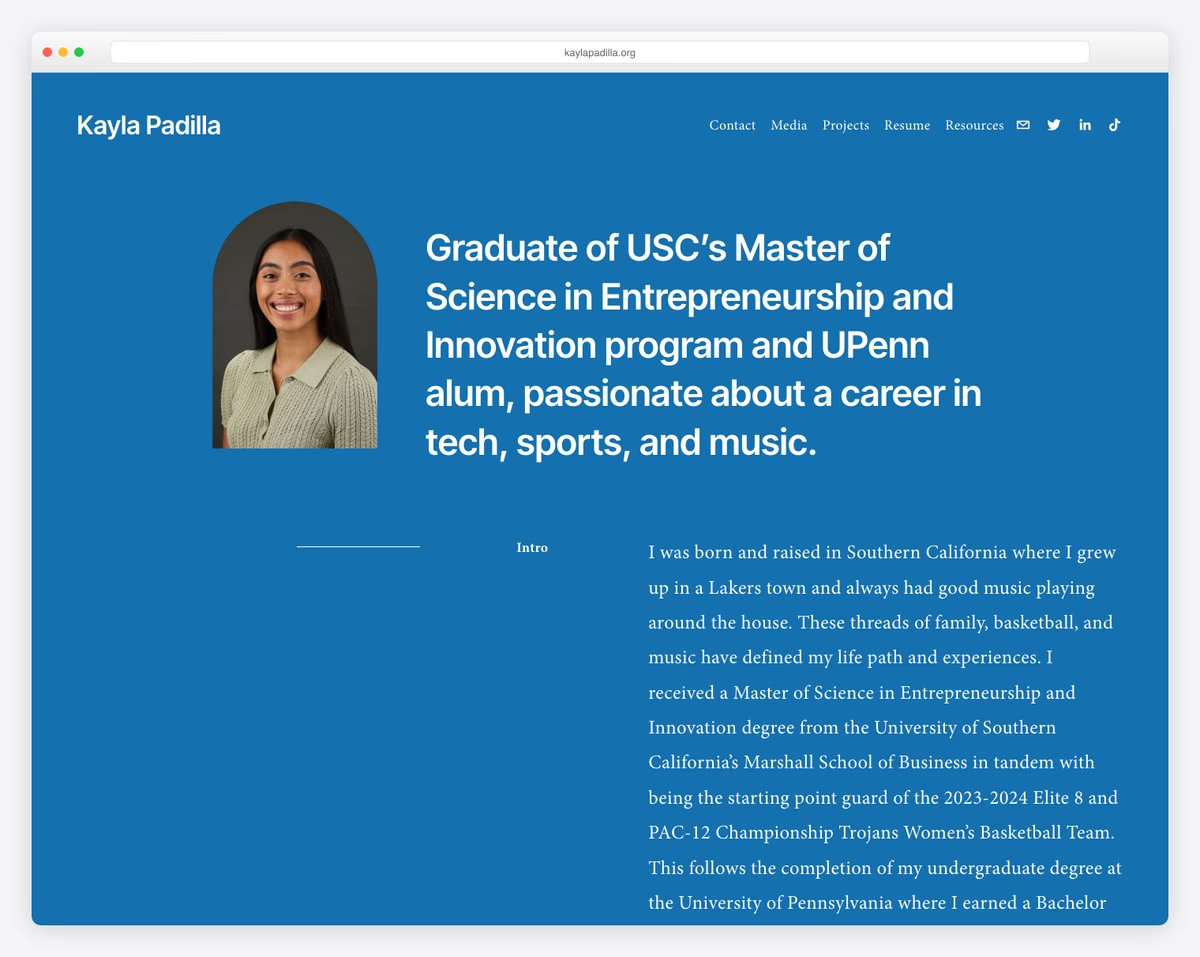 kaylapadilla.org
Kayla Padilla
Contact Media Projects Resume Resources
Graduate of USC’s Master of
Science in Entrepreneurship and
Innovation program and UPenn
alum, passionate about a career in
tech, sports, and music.
Intro
I was born and raised in Southern California where I grew
up in a Lakers town and always had good music playing
around the house. These threads of family, basketball, and
music have defined my life path and experiences. I
received a Master of Science in Entrepreneurship and
Innovation degree from the University of Southern
California’s Marshall School of Business in tandem with
being the starting point guard of the 2023-2024 Elite 8 and
PAC-12 Championship Trojans Women’s Basketball Team.
This follows the completion of my undergraduate degree at
the University of Pennsylvania where I earned a Bachelor